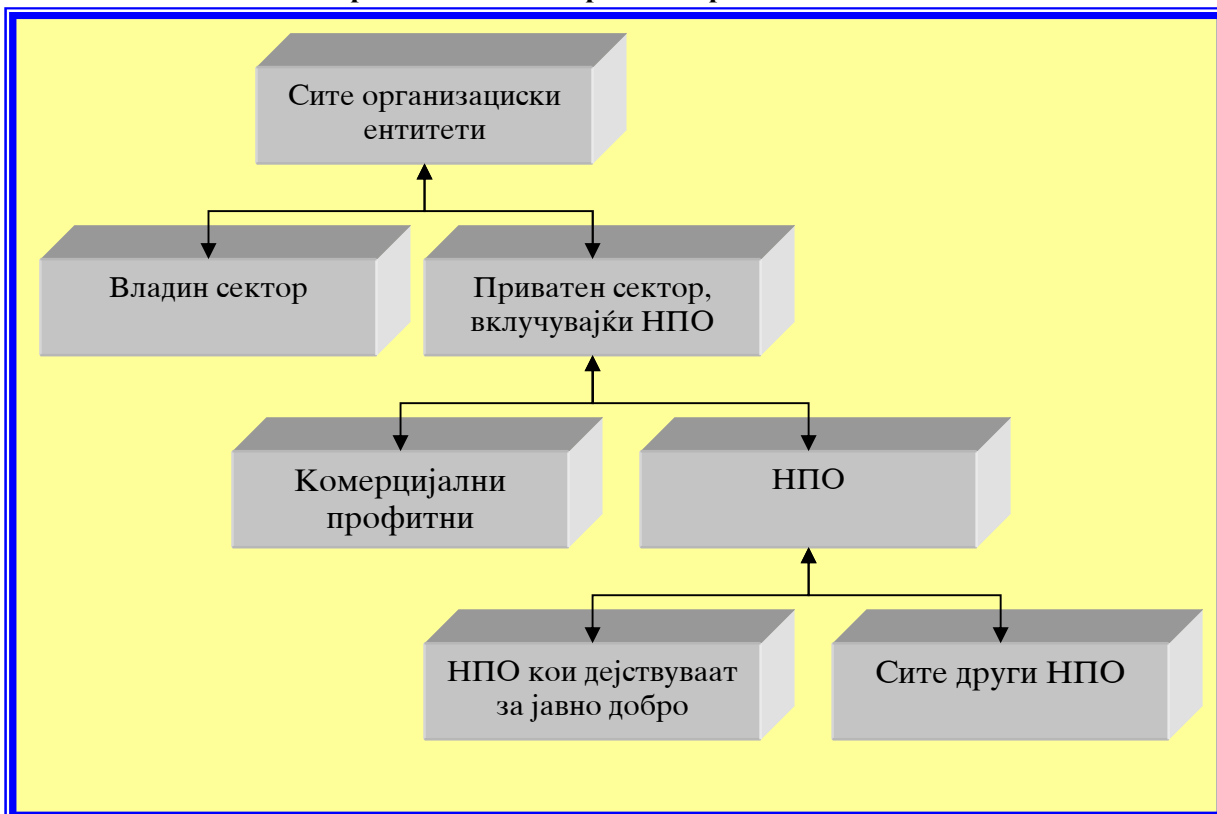 Сите организациски
ентитети
Владин сектор
Приватен сектор,
вклучувајќи НПО
Комерцијални
профитни
НПО
НПО кои дејствуваат
за јавно добро
Сите други НПО